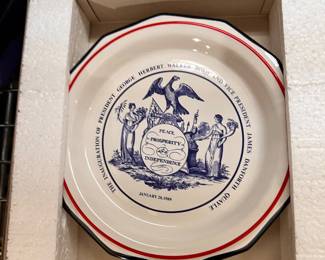 THE INAUGURATION OF PRESIDENT GEORGE HERBERT WALKER BUSH AND VICE PRESIDENT JAMES DANFORTH QUAYLE
PEACE
PROSPERITY
INDEPENDENCE
JANUARY 20, 1989